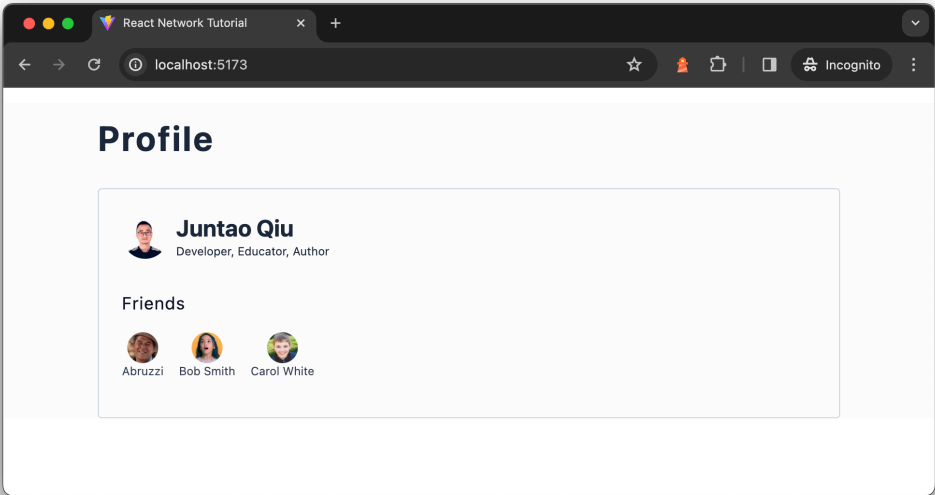 React Network Tutorial
localhost:5173
Incognito
Profile
Juntao Qiu
Developer, Educator, Author
Friends
Abruzzi Bob Smith Carol White